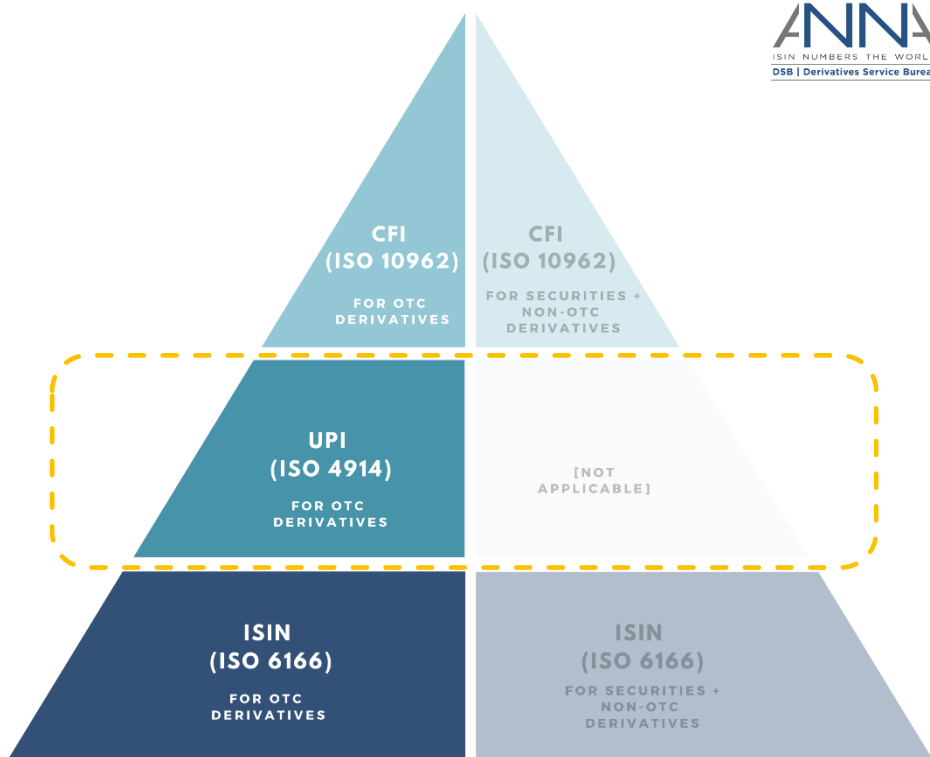 ANNA
ISIN NUMBERS THE WORL
DSB | Derivatives Service Burea
CFI
(ISO 10962)
FOR OTC
DERIVATIVES
CFI
(ISO 10962)
FOR SECURITIES +
NON-OTC
DERIVATIVES
UPI
(ISO 4914)
FOR OTC
DERIVATIVES
[NOT
APPLICABLE]
ISIN
(ISO 6166)
FOR OTC
DERIVATIVES
ISIN
(ISO 6166)
FOR SECURITIES +
NON-OTC
DERIVATIVES